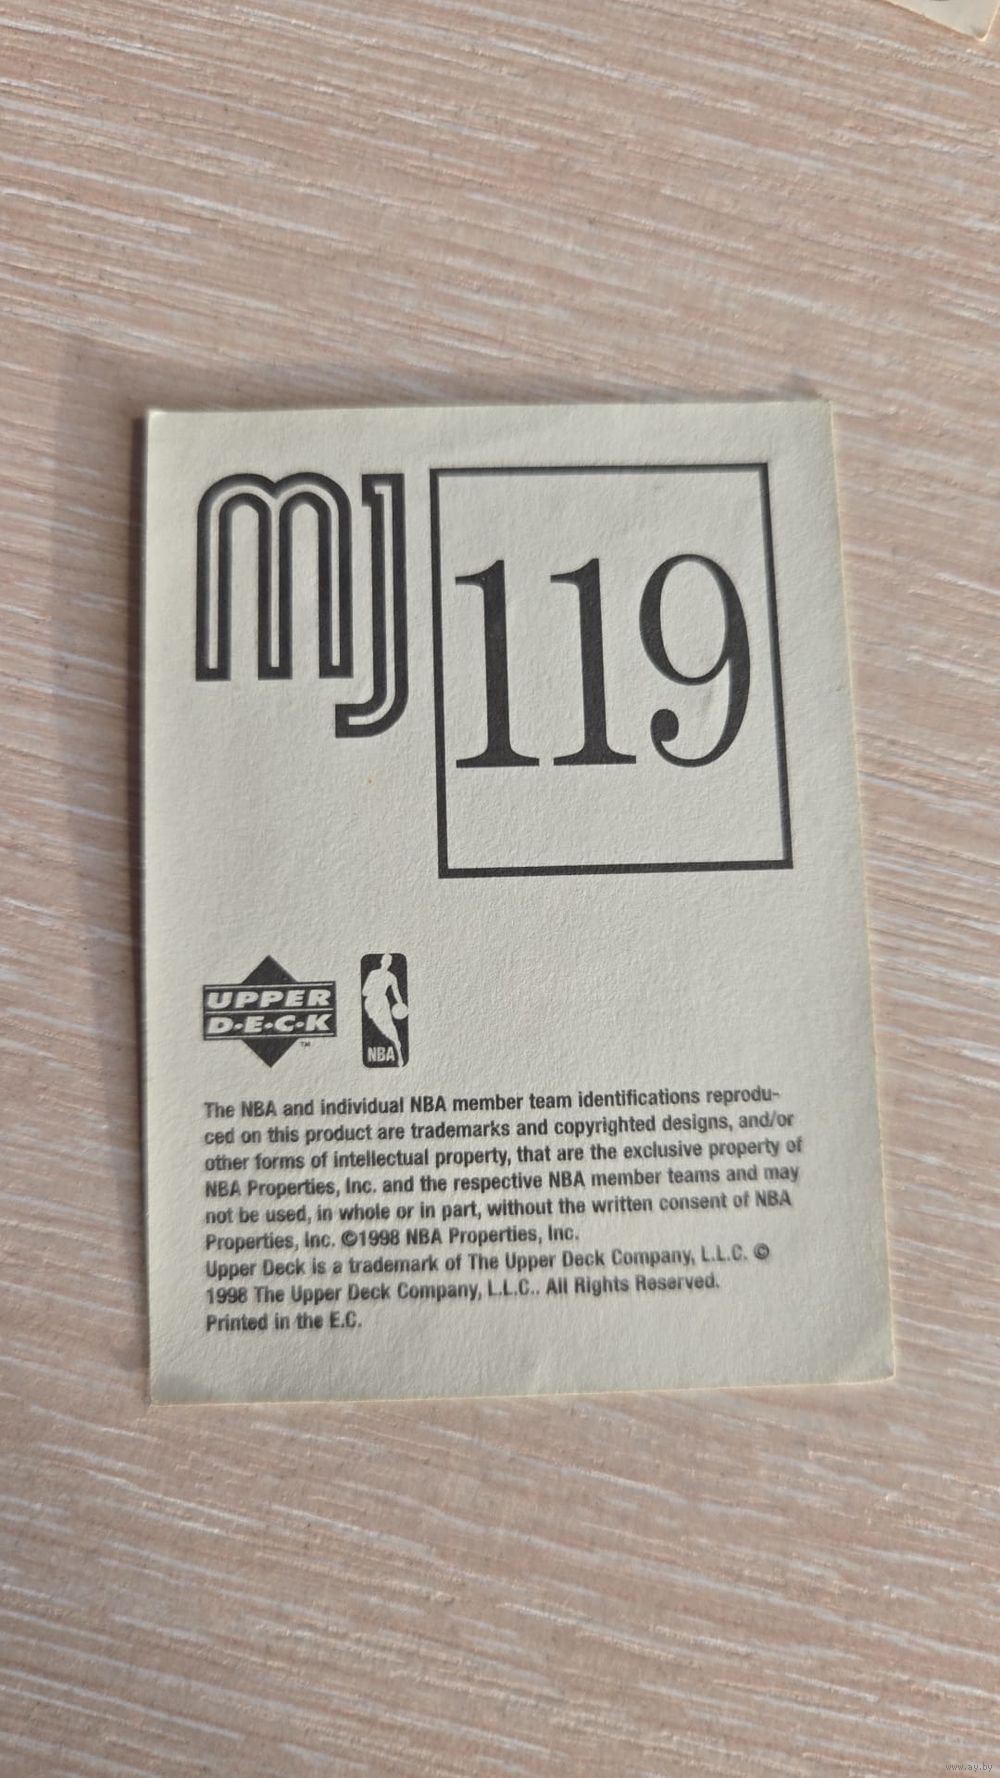 MJ
119
UPPER
D·E·C·K
TM
NBA
The NBA and individual NBA member team identifications reprodu-
ced on this product are trademarks and copyrighted designs, and/or
other forms of intellectual property, that are the exclusive property of
NBA Properties, Inc. and the respective NBA member teams and may
not be used, in whole or in part, without the written consent of NBA
Properties, Inc. ©1998 NBA Properties, Inc.
Upper Deck is a trademark of The Upper Deck Company, L.L.C. ©
1998 The Upper Deck Company, L.L.C.. All Rights Reserved.
Printed in the E.C.
www.ay.by